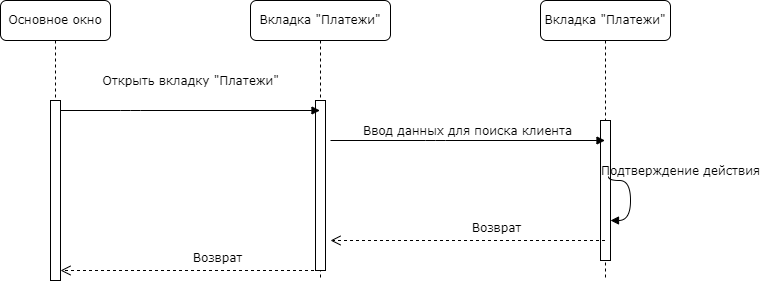 Основное окно
Вкладка "Платежи"
Вкладка "Платежи"
Открыть вкладку "Платежи"
Ввод данных для поиска клиента
Подтверждение действия
Возврат
Возврат